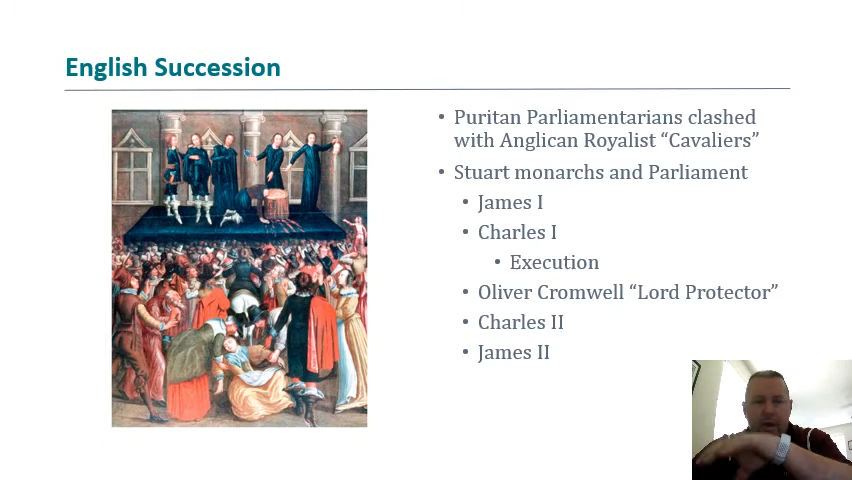 English Succession
Puritan Parliamentarians clashed
with Anglican Royalist “Cavaliers”
Stuart monarchs and Parliament
James I
Charles I
Execution
Oliver Cromwell “Lord Protector”
Charles II
James II